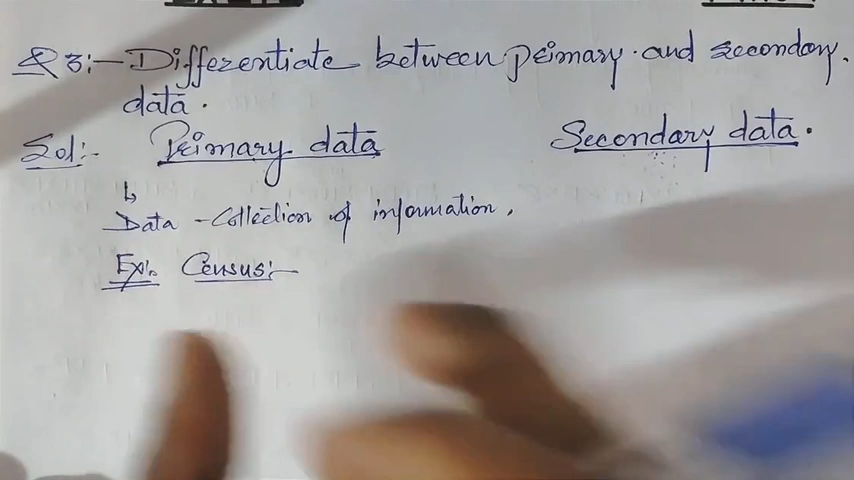 Q3:- Differentiate between primary and secondary
data.
Sol:- Primary data Secondary data.
Data - Collection of information.
Ex:- Census:-